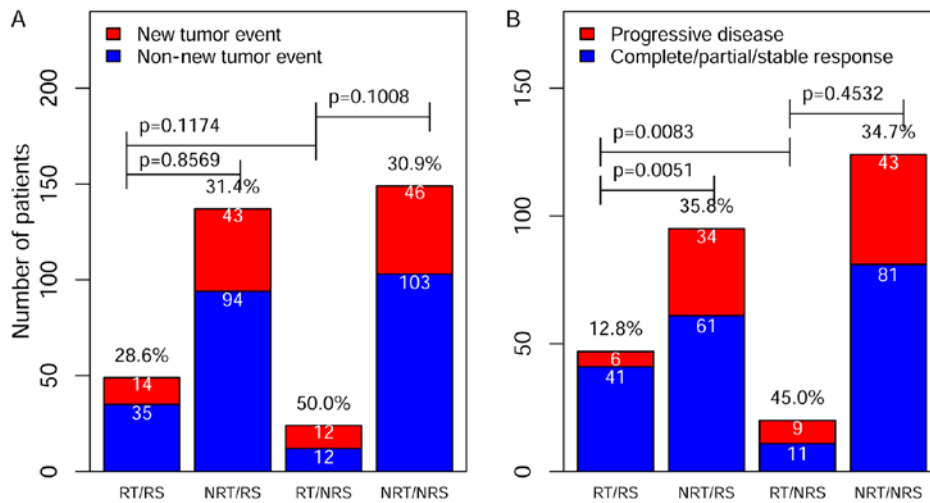 A
New tumor event
Non-new tumor event
Number of patients
0
50
100
150
200
p=0.1174
p=0.8569
p=0.1008
28.6%
14
35
31.4%
43
94
50.0%
12
12
30.9%
46
103
RT/RS
NRT/RS
RT/NRS
NRT/NRS
B
Progressive disease
Complete/partial/stable response
0
50
100
150
p=0.0083
p=0.0051
p=0.4532
12.8%
6
41
35.8%
34
61
45.0%
9
11
34.7%
43
81
RT/RS
NRT/RS
RT/NRS
NRT/NRS